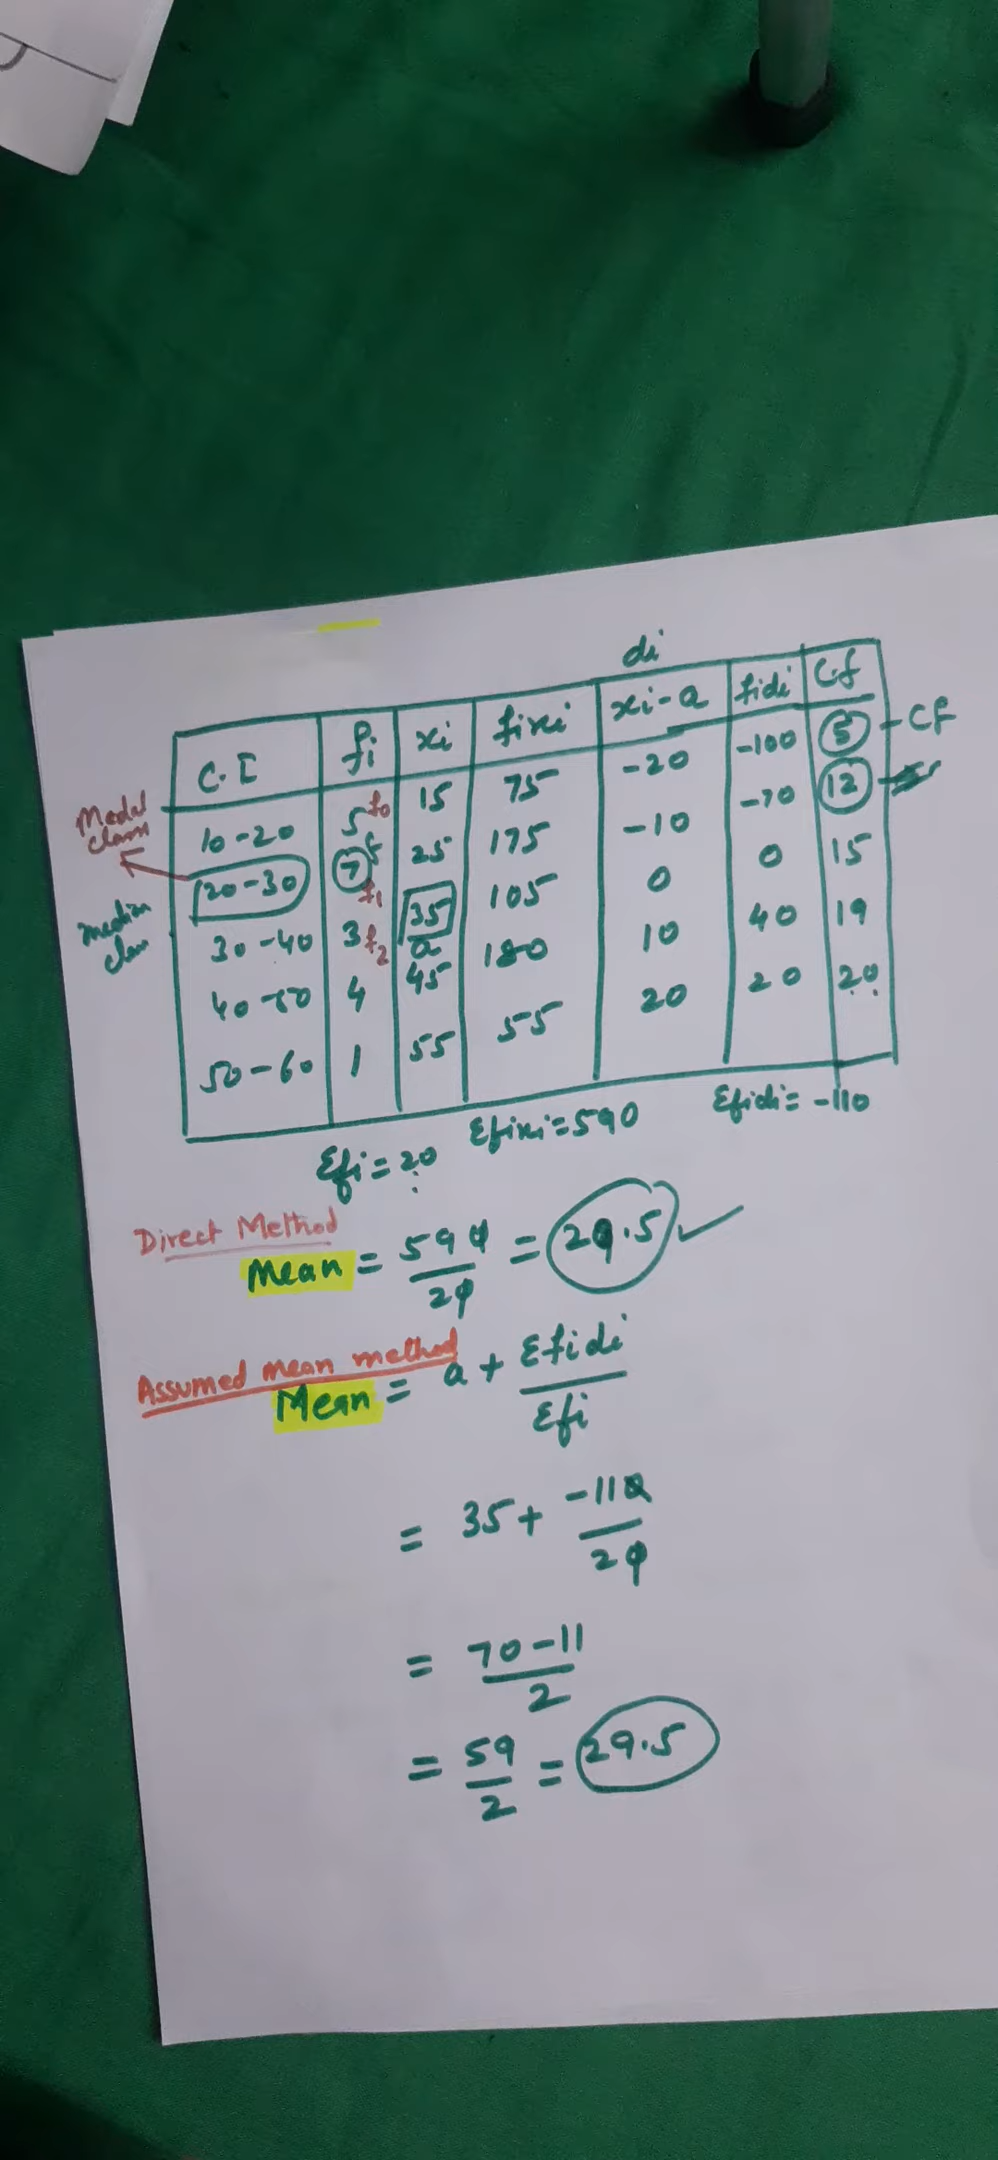 di
C.I fi xi fixi xi-a fidi C.f
10-20 5 f0 15 75 -20 -100 5 - CF
Modal class
20-30 7 f f1 25 175 -10 -70 12
median class
30-40 3 f2 35 a 105 0 0 15
40-50 4 45 180 10 40 19
50-60 1 55 55 20 20 20
Σfi = 20 Σfixi = 590 Σfidi = -110
Direct Method
Mean = 590/20 = 29.5 ✓
Assumed mean method
Mean = a + Σfidi/Σfi
= 35 + -110/20
= 70-11/2
= 59/2 = 29.5